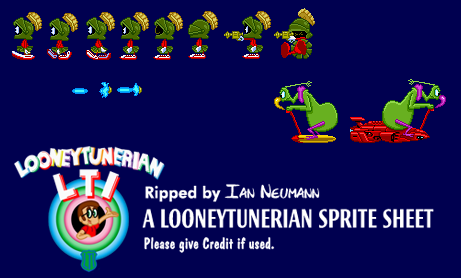 LOONEYTUNERIAN
LTI
Ripped by IAN NEUMANN
A LOONEYTUNERIAN SPRITE SHEET
Please give Credit if used.